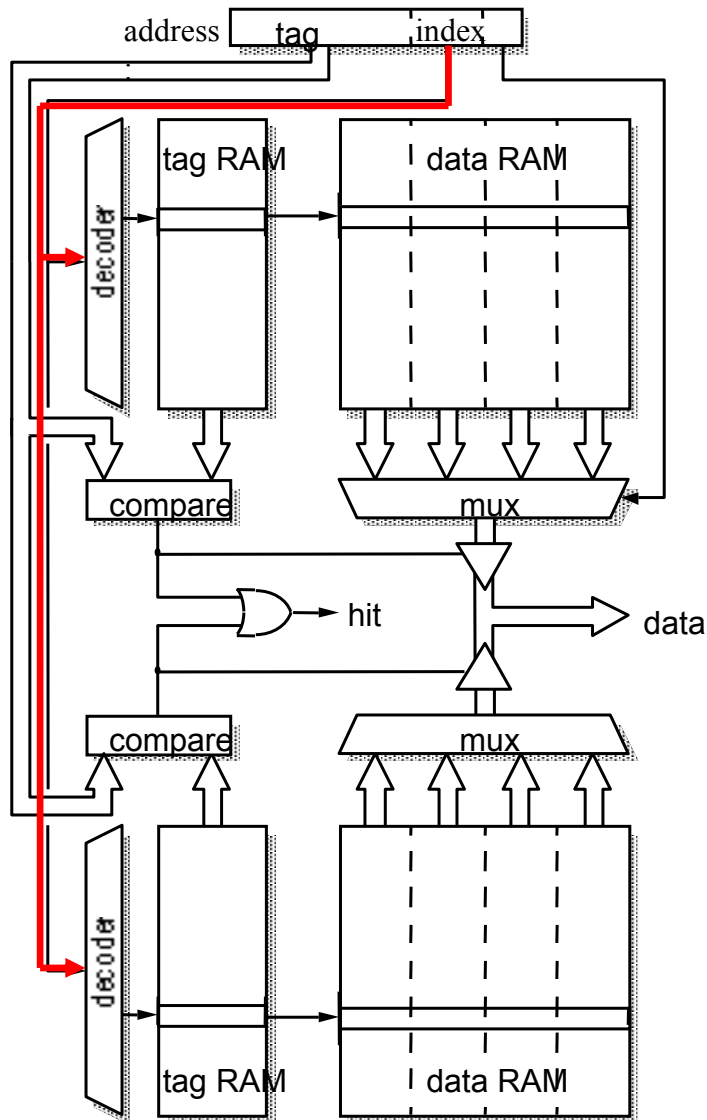 address tag index
tag RAM data RAM
decoder
compare mux
hit
data
compare mux
decoder
tag RAM data RAM